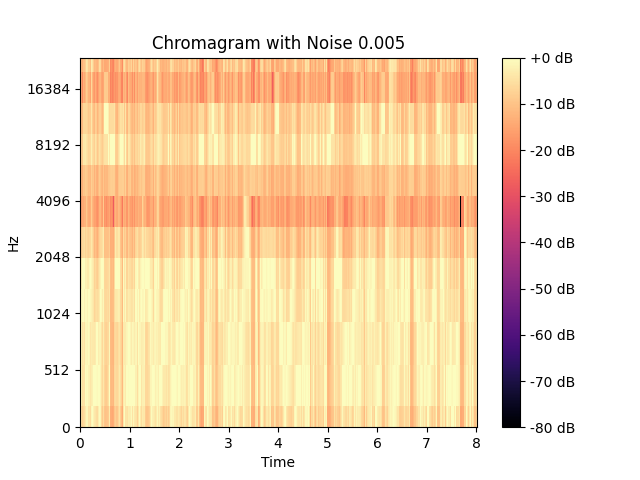 Chromagram with Noise 0.005
Hz
16384
8192
4096
2048
1024
512
0
0 1 2 3 4 5 6 7 8
Time
+0 dB
-10 dB
-20 dB
-30 dB
-40 dB
-50 dB
-60 dB
-70 dB
-80 dB